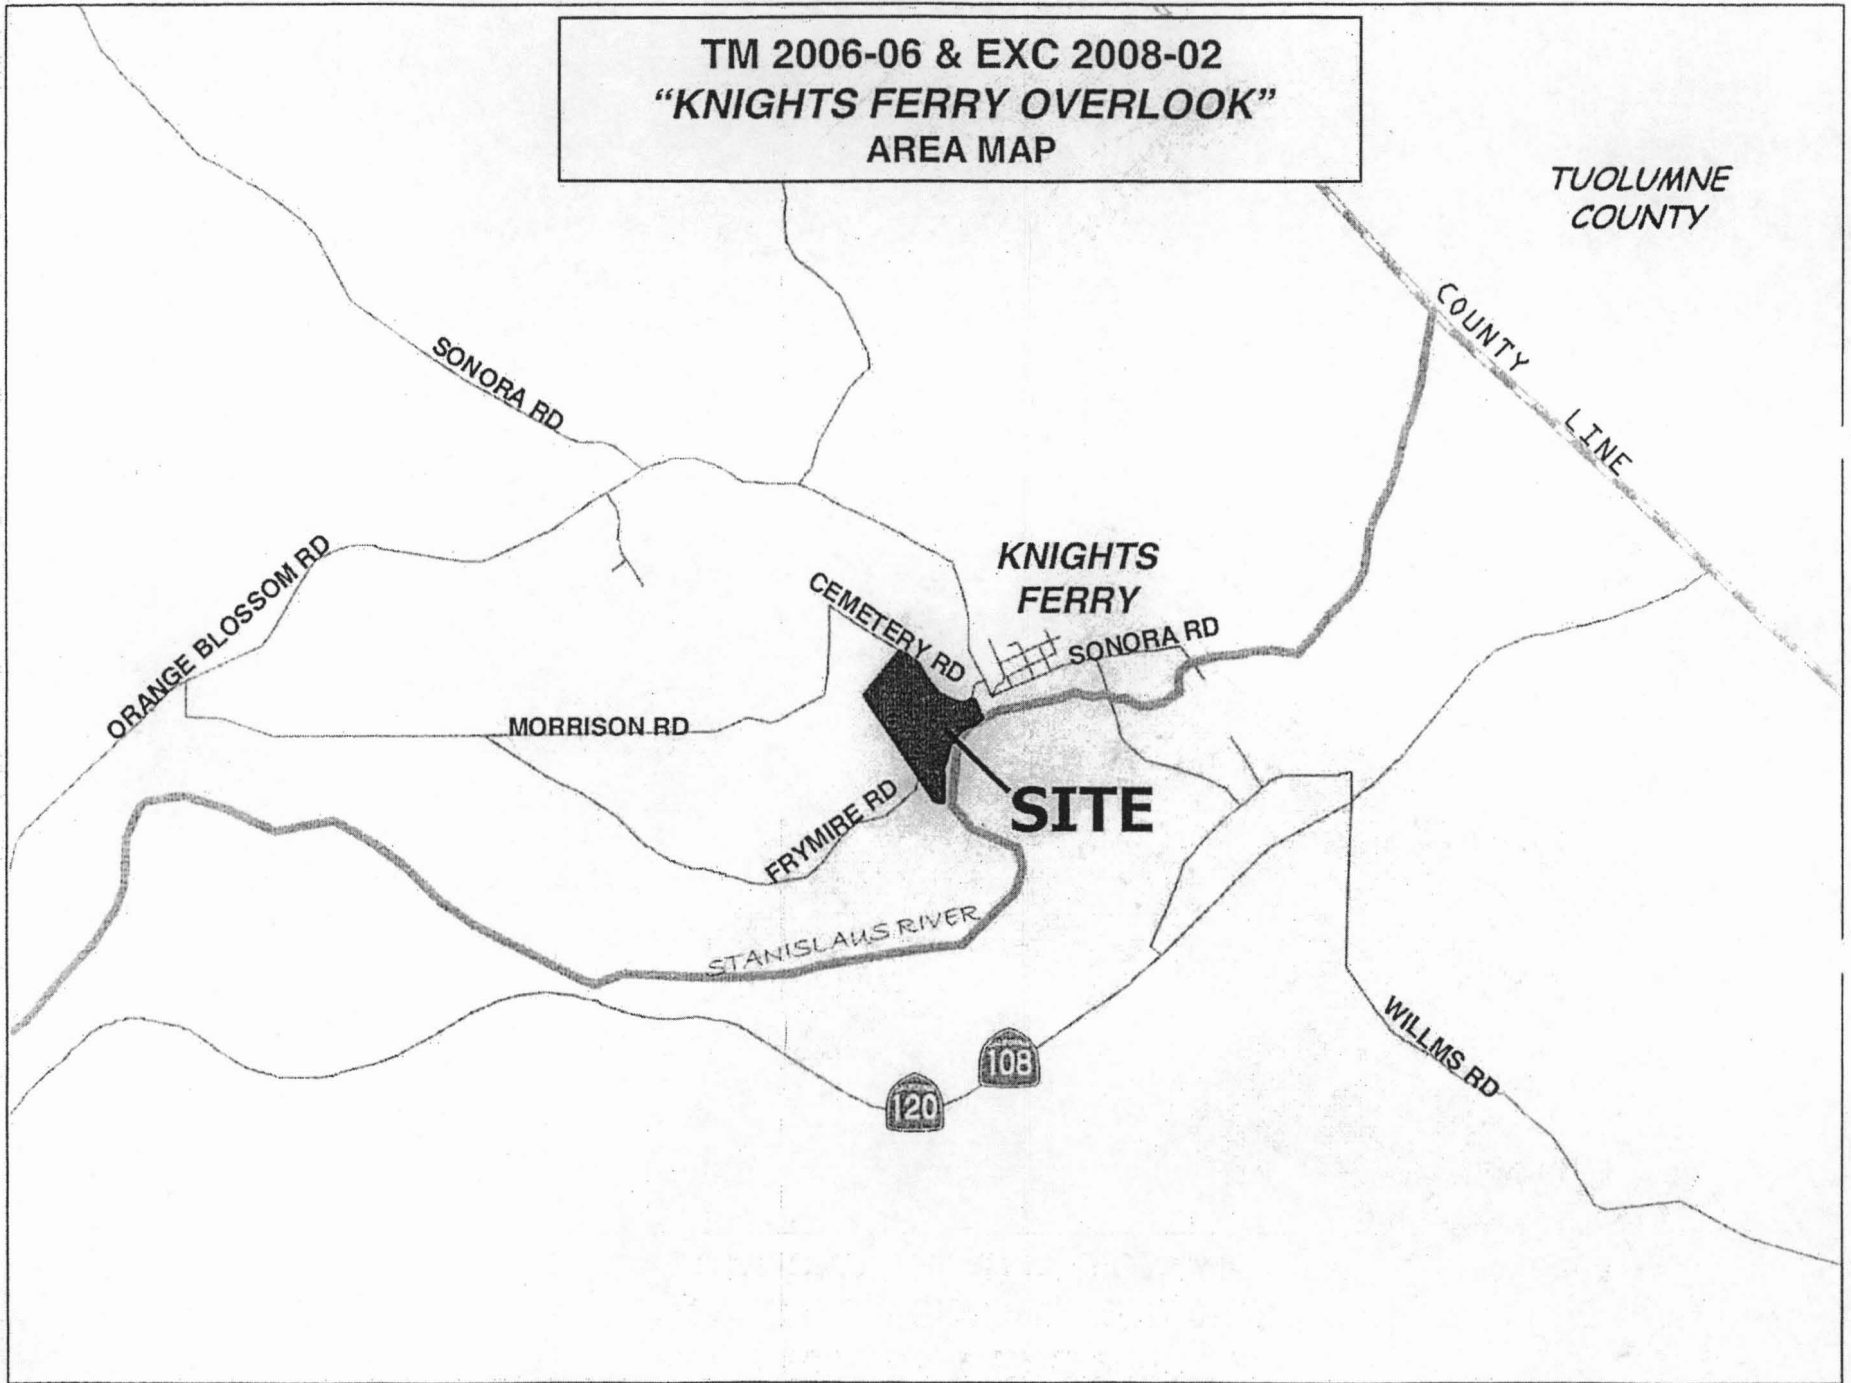 TM 2006-06 & EXC 2008-02
“KNIGHTS FERRY OVERLOOK”
AREA MAP
TUOLUMNE
COUNTY
COUNTY
LINE
SONORA RD
ORANGE BLOSSOM RD
KNIGHTS
FERRY
CEMETERY RD
SONORA RD
MORRISON RD
SITE
FRYMIRE RD
STANISLAUS RIVER
WILLMS RD
108
120